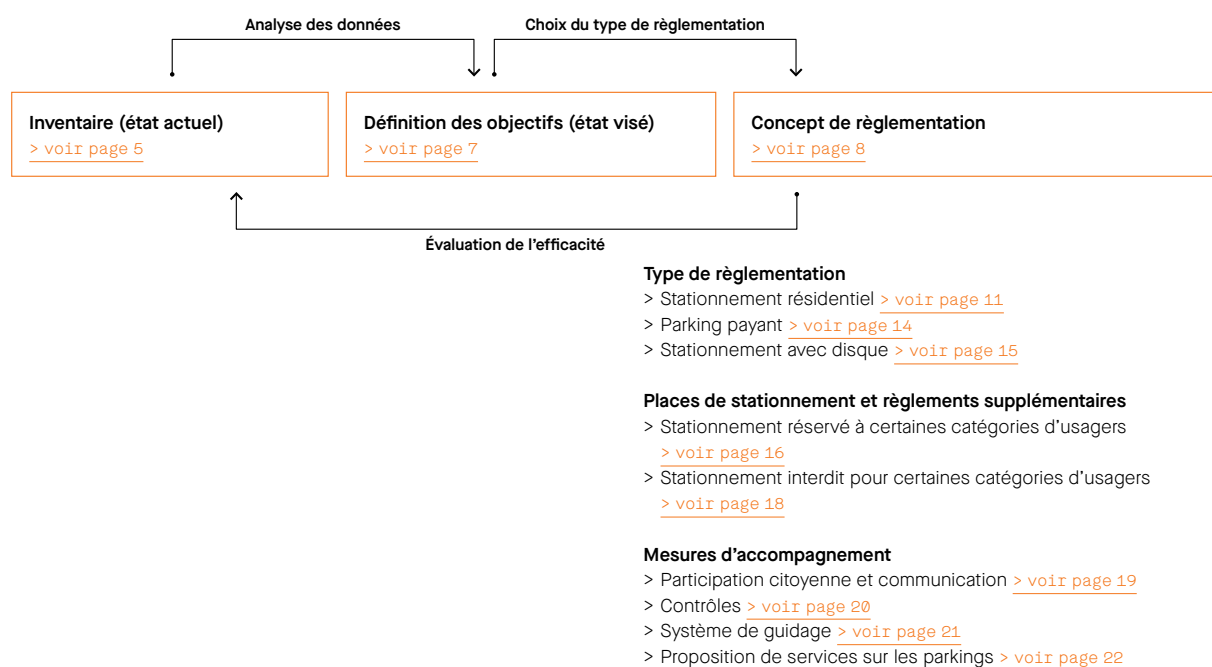 Analyse des données
Choix du type de règlementation
Inventaire (état actuel)
> voir page 5
Définition des objectifs (état visé)
> voir page 7
Concept de règlementation
> voir page 8
Évaluation de l'efficacité
Type de règlementation
> Stationnement résidentiel > voir page 11
> Parking payant > voir page 14
> Stationnement avec disque > voir page 15
Places de stationnement et règlements supplémentaires
> Stationnement réservé à certaines catégories d'usagers
> voir page 16
> Stationnement interdit pour certaines catégories d'usagers
> voir page 18
Mesures d'accompagnement
> Participation citoyenne et communication > voir page 19
> Contrôles > voir page 20
> Système de guidage > voir page 21
> Proposition de services sur les parkings > voir page 22